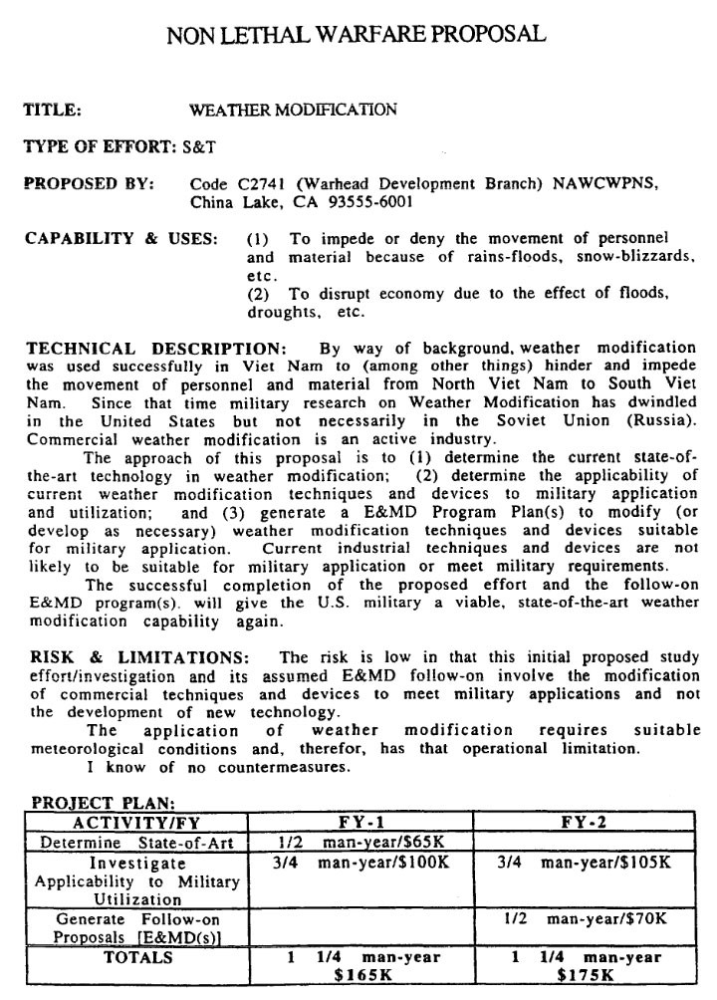 NON LETHAL WARFARE PROPOSAL
TITLE: WEATHER MODIFICATION
TYPE OF EFFORT: S&T
PROPOSED BY: Code C2741 (Warhead Development Branch) NAWCWPNS,
China Lake, CA 93555-6001
CAPABILITY & USES: (1) To impede or deny the movement of personnel
and material because of rains-floods, snow-blizzards,
etc.
(2) To disrupt economy due to the effect of floods,
droughts, etc.
TECHNICAL DESCRIPTION: By way of background, weather modification
was used successfully in Viet Nam to (among other things) hinder and impede
the movement of personnel and material from North Viet Nam to South Viet
Nam. Since that time military research on Weather Modification has dwindled
in the United States but not necessarily in the Soviet Union (Russia).
Commercial weather modification is an active industry.
The approach of this proposal is to (1) determine the current state-of-
the-art technology in weather modification; (2) determine the applicability of
current weather modification techniques and devices to military application
and utilization; and (3) generate a E&MD Program Plan(s) to modify (or
develop as necessary) weather modification techniques and devices suitable
for military application. Current industrial techniques and devices are not
likely to be suitable for military application or meet military requirements.
The successful completion of the proposed effort and the follow-on
E&MD program(s). will give the U.S. military a viable, state-of-the-art weather
modification capability again.
RISK & LIMITATIONS: The risk is low in that this initial proposed study
effort/investigation and its assumed E&MD follow-on involve the modification
of commercial techniques and devices to meet military applications and not
the development of new technology.
The application of weather modification requires suitable
meteorological conditions and, therefor, has that operational limitation.
I know of no countermeasures.
PROJECT PLAN:
ACTIVITY/FY FY-1 FY-2
Determine State-of-Art 1/2 man-year/$65K
Investigate 3/4 man-year/$100K 3/4 man-year/$105K
Applicability to Military
Utilization
Generate Follow-on 1/2 man-year/$70K
Proposals [E&MD(s)]
TOTALS 1 1/4 man-year 1 1/4 man-year
$165K $175K